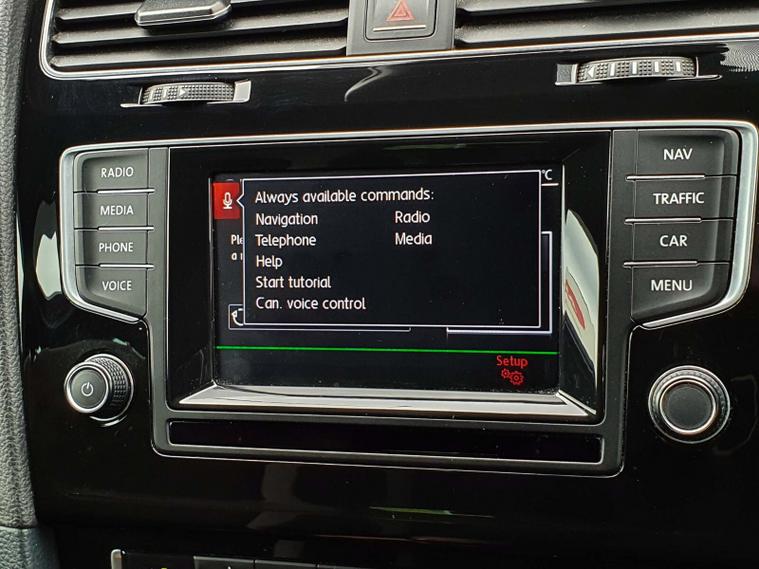 RADIO
MEDIA
PHONE
VOICE
°C
Always available commands:
Navigation Radio
Telephone Media
Help
Start tutorial
Can. voice control
Setup
NAV
TRAFFIC
CAR
MENU